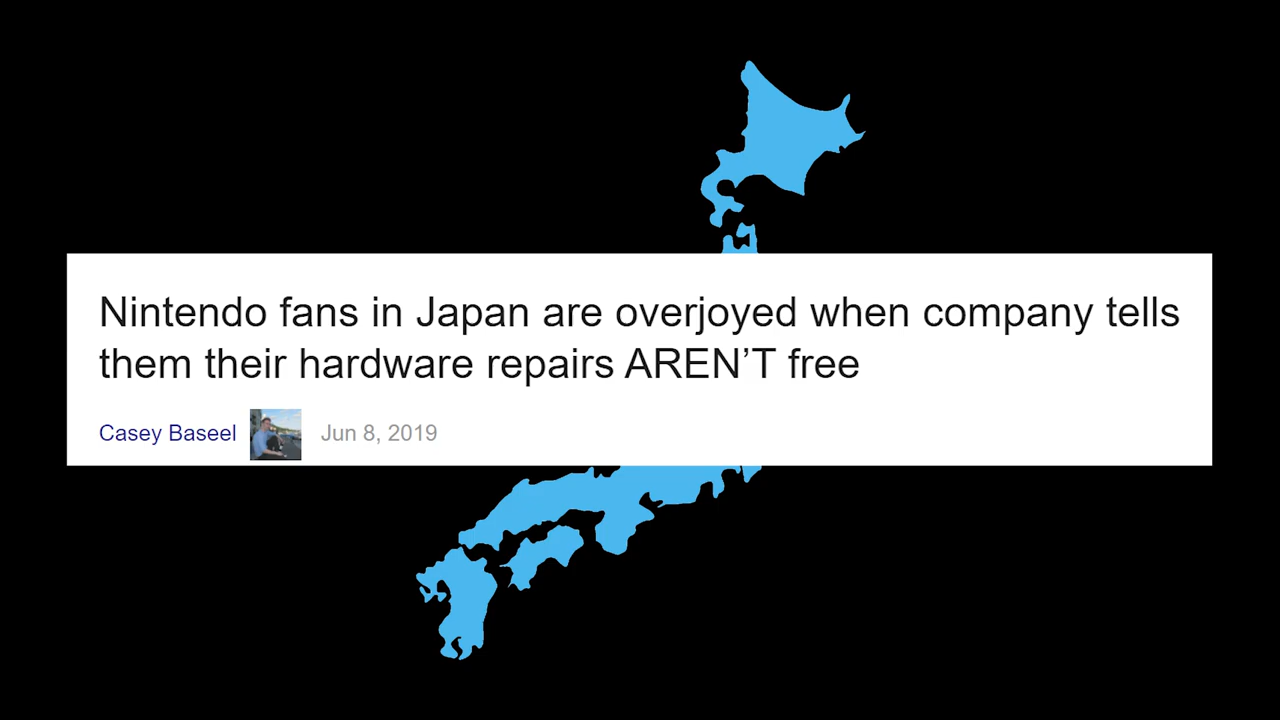 Nintendo fans in Japan are overjoyed when company tells
them their hardware repairs AREN’T free
Casey Baseel Jun 8, 2019